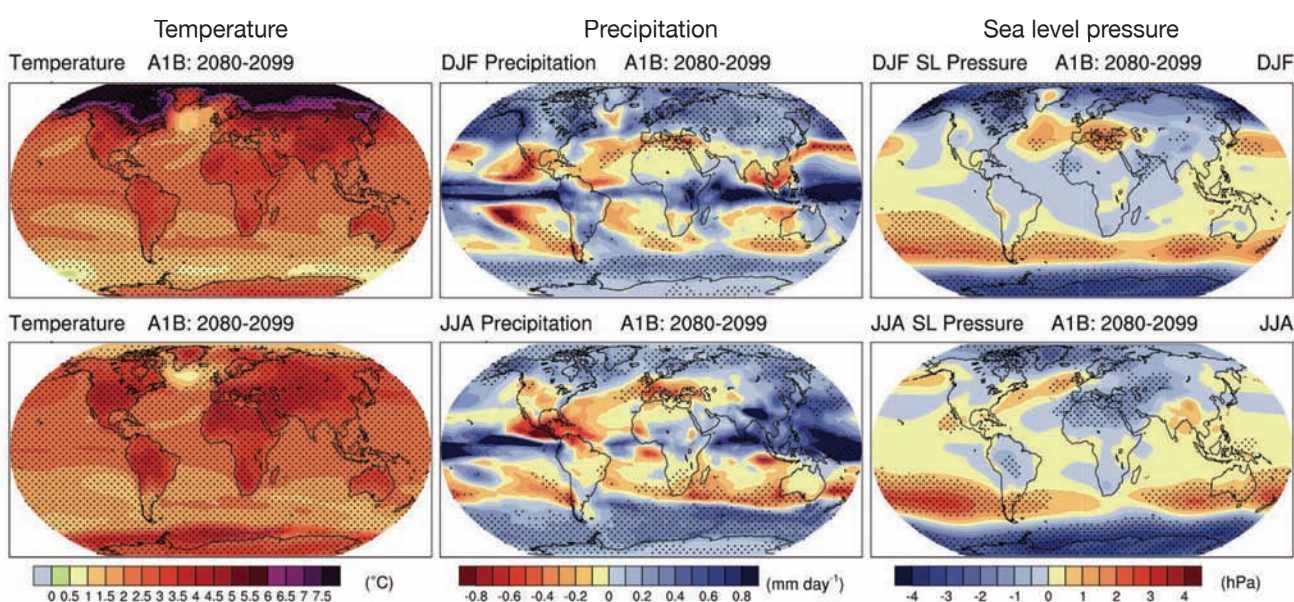 Temperature Precipitation Sea level pressure
Temperature A1B: 2080-2099 DJF Precipitation A1B: 2080-2099 DJF SL Pressure A1B: 2080-2099 DJF
Temperature A1B: 2080-2099 JJA Precipitation A1B: 2080-2099 JJA SL Pressure A1B: 2080-2099 JJA
0 0.5 1 1.5 2 2.5 3 3.5 4 4.5 5 5.5 6 6.5 7 7.5 (°C)
-0.8 -0.6 -0.4 -0.2 0 0.2 0.4 0.6 0.8 (mm day-1)
-4 -3 -2 -1 0 1 2 3 4 (hPa)